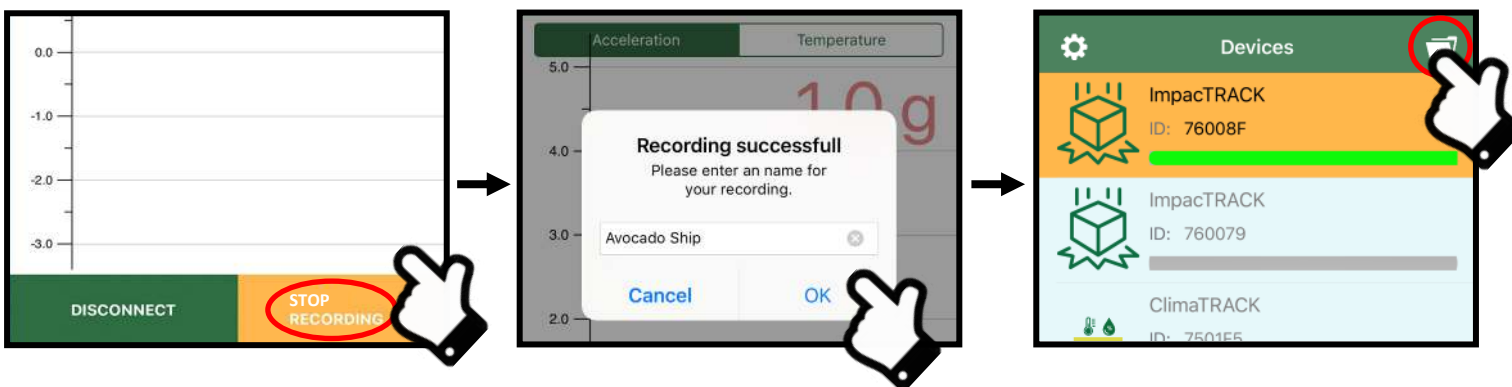 0.0
-1.0
-2.0
-3.0
DISCONNECT
STOP
RECORDING
Acceleration
Temperature
5.0
1.0 g
4.0
Recording successfull
Please enter an name for
your recording.
3.0
Avocado Ship
Cancel
OK
2.0
Devices
ImpacTRACK
ID: 76008F
ImpacTRACK
ID: 760079
ClimaTRACK
ID: 7501F5